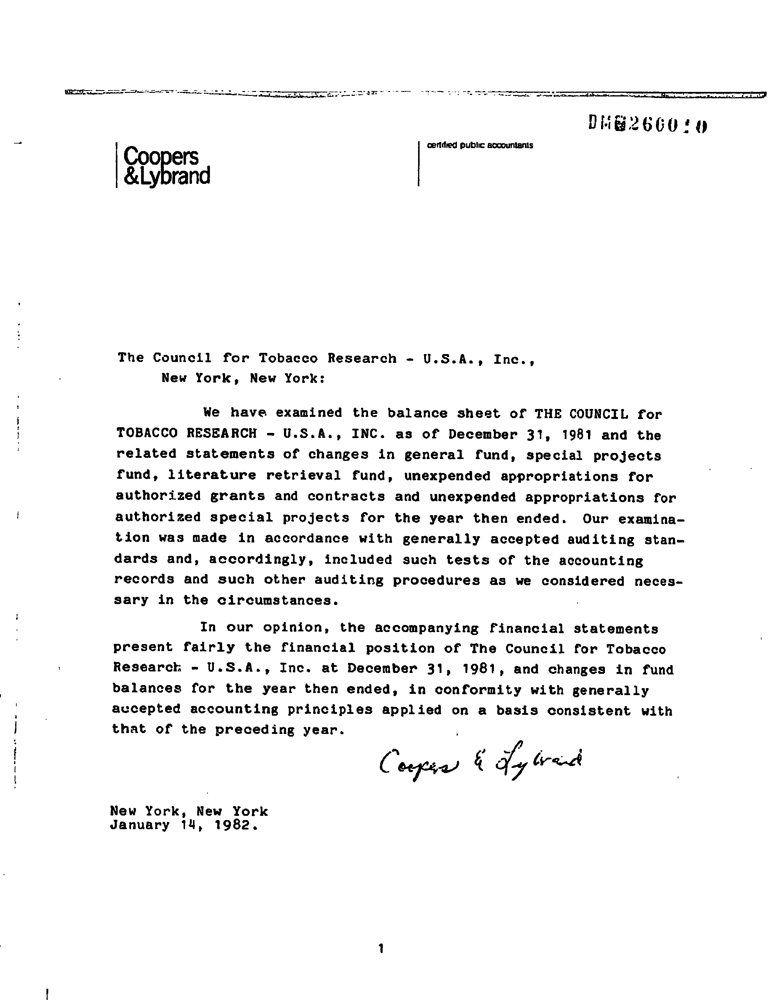 Coopers
&Lybrand
certified public accountants
The Council for Tobacco Research - U.S.A., Inc.,
New York, New York:
We have examined the balance sheet of THE COUNCIL for
TOBACCO RESEARCH - U.S.A., INC. as of December 31, 1981 and the
related statements of changes in general fund, special projects
fund, literature retrieval fund, unexpended appropriations for
authorized grants and contracts and unexpended appropriations for
authorized special projects for the year then ended. Our examina-
tion was made in accordance with generally accepted auditing stan-
dards and, accordingly, included such tests of the accounting
records and such other auditing procedures as we considered neces-
sary in the circumstances.
In our opinion, the accompanying financial statements
present fairly the financial position of The Council for Tobacco
Research - U.S.A., Inc. at December 31, 1981, and changes in fund
balances for the year then ended, in conformity with generally
accepted accounting principles applied on a basis consistent with
that of the preceding year.
Coopers & Lybrand
New York, New York
January 14, 1982.
1